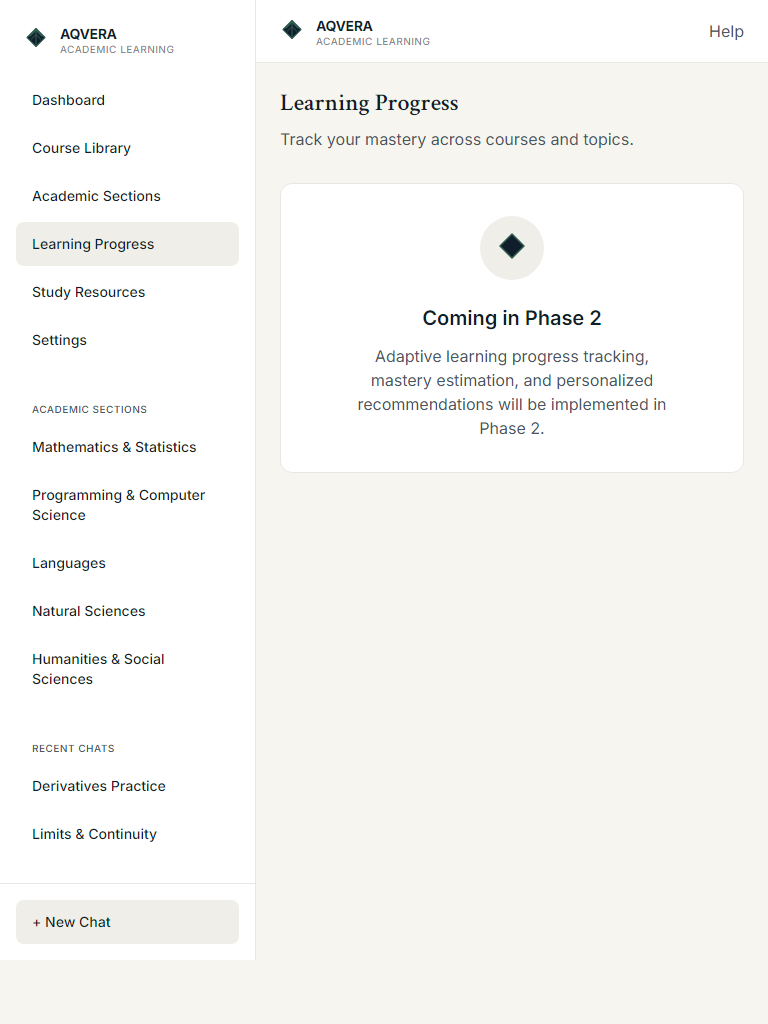 AQVERA
ACADEMIC LEARNING
Dashboard
Course Library
Academic Sections
Learning Progress
Study Resources
Settings
ACADEMIC SECTIONS
Mathematics & Statistics
Programming & Computer
Science
Languages
Natural Sciences
Humanities & Social
Sciences
RECENT CHATS
Derivatives Practice
Limits & Continuity
+ New Chat
AQVERA
ACADEMIC LEARNING
Help
Learning Progress
Track your mastery across courses and topics.
Coming in Phase 2
Adaptive learning progress tracking,
mastery estimation, and personalized
recommendations will be implemented in
Phase 2.